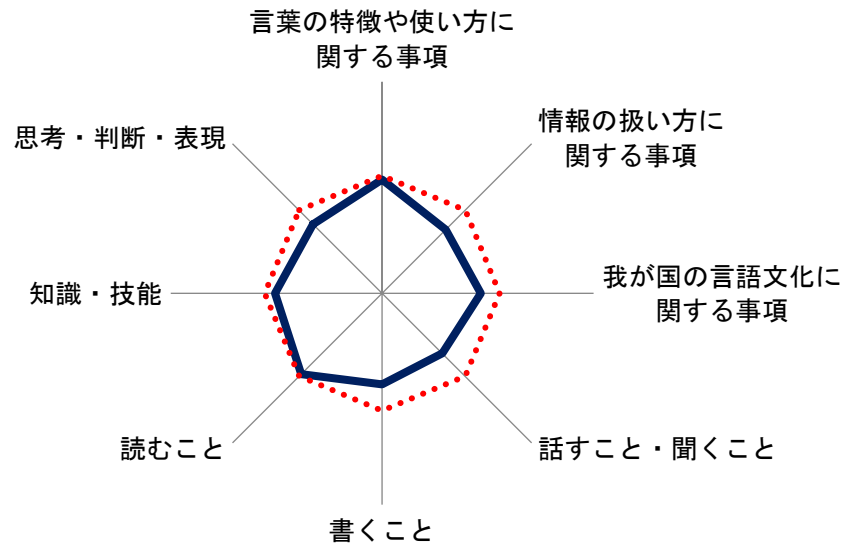 言葉の特徴や使い方に
関する事項
情報の扱い方に
関する事項
我が国の言語文化に
関する事項
話すこと・聞くこと
書くこと
読むこと
知識・技能
思考・判断・表現